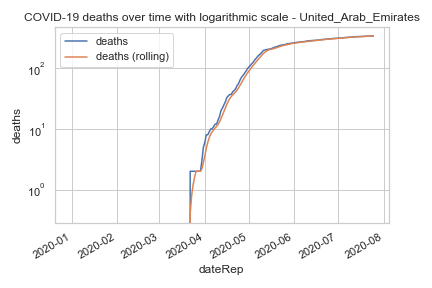 COVID-19 deaths over time with logarithmic scale - United_Arab_Emirates
deaths
deaths (rolling)
10²
10¹
10⁰
deaths
2020-01
2020-02
2020-03
2020-04
2020-05
2020-06
2020-07
2020-08
dateRep